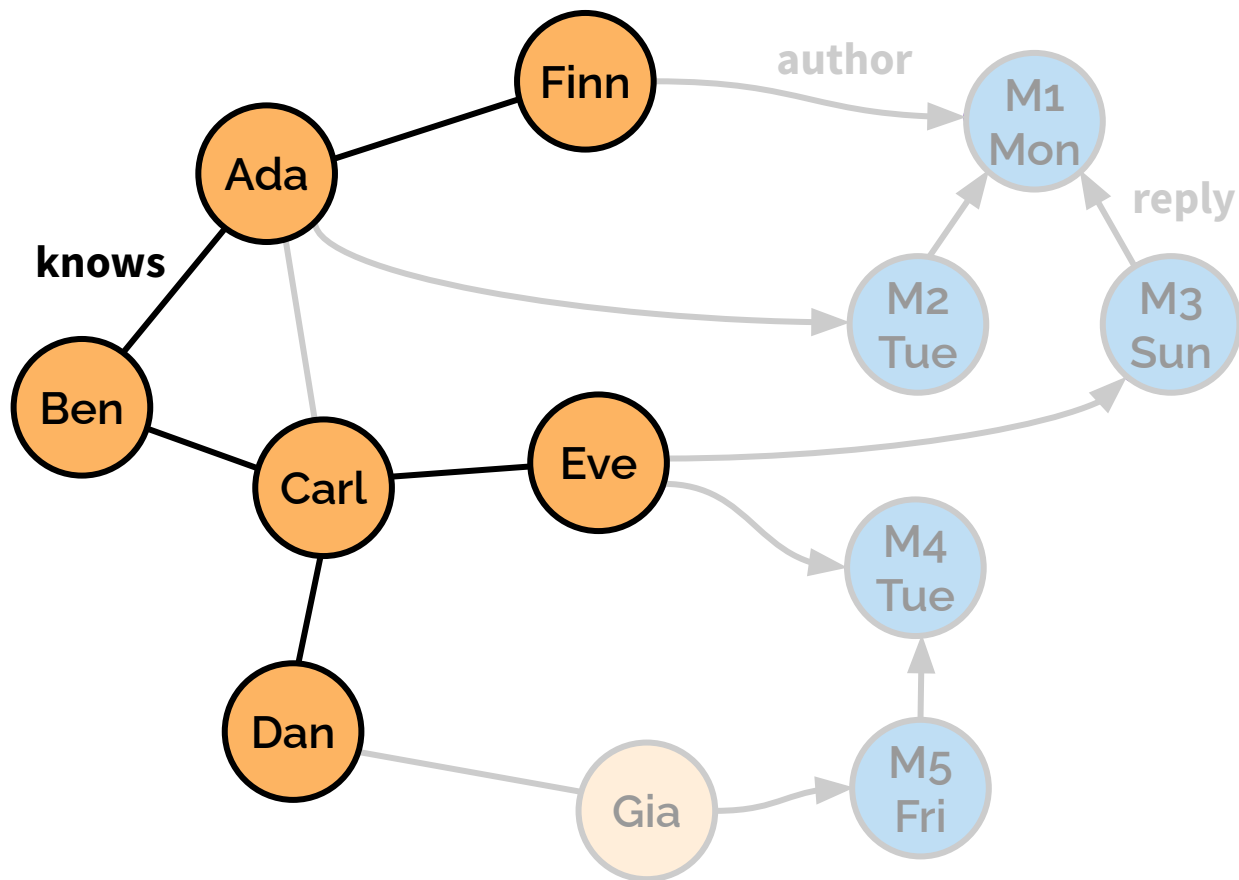 Finn
author
M1
Mon
Ada
reply
knows
M2
Tue
M3
Sun
Ben
Carl
Eve
M4
Tue
Dan
Gia
M5
Fri